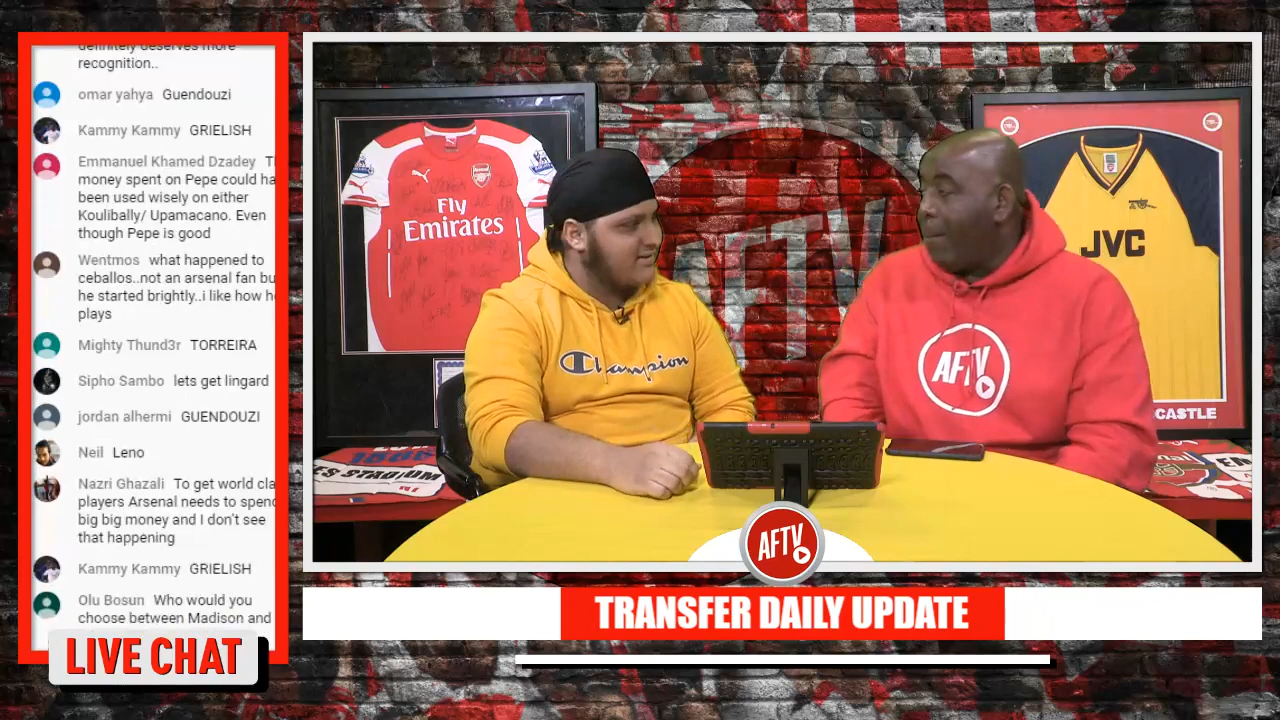 definitely deserves more
recognition..
omar yahya Guendouzi
Kammy Kammy GRIELISH
Emmanuel Khamed Dzadey
money spent on Pepe could
been used wisely on either
Koulibally/ Upamacano. Even
though Pepe is good
Wentmos what happened to
ceballos..not an arsenal fan
he started brightly..i like how
plays
Mighty Thund3r TORREIRA
Sipho Sambo lets get lingard
jordan alhermi GUENDOUZI
Neil Leno
Nazri Ghazali To get world
players Arsenal needs to
big big money and I don't see
that happening
Kammy Kammy GRIELISH
Olu Bosun Who would you
choose between Madison and
LIVE CHAT
Fly
Emirates
Champion
AFTV
AFTV
JVC
AFTV
TRANSFER DAILY UPDATE